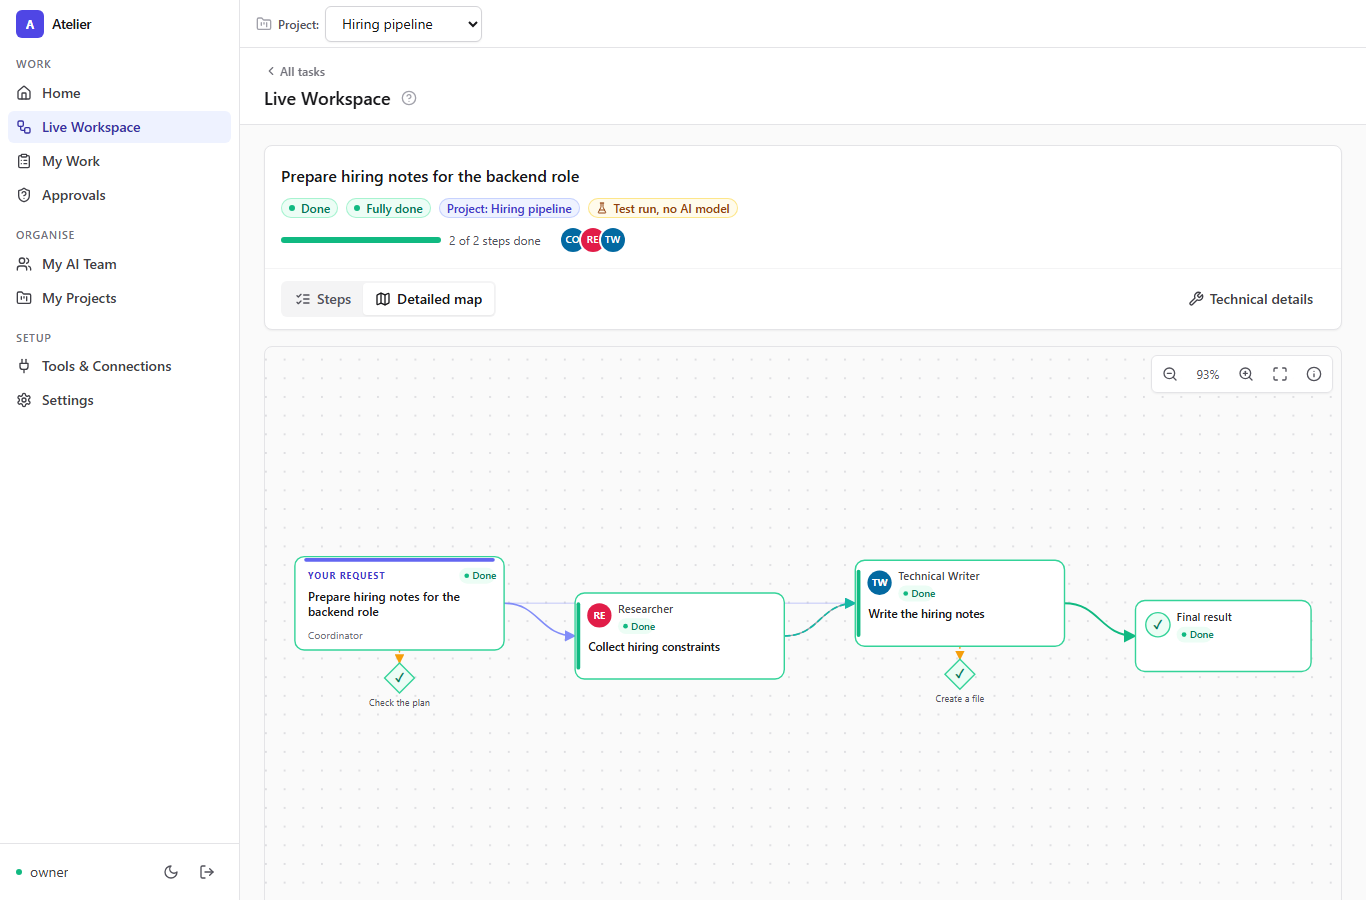 A Atelier
WORK
Home
Live Workspace
My Work
Approvals
ORGANISE
My AI Team
My Projects
SETUP
Tools & Connections
Settings
owner
Project: Hiring pipeline
All tasks
Live Workspace
Prepare hiring notes for the backend role
Done Fully done Project: Hiring pipeline Test run, no AI model
2 of 2 steps done CO RE TW
Steps Detailed map Technical details
93%
YOUR REQUEST Done
Prepare hiring notes for the
backend role
Coordinator
Check the plan
RE Researcher
Done
Collect hiring constraints
TW Technical Writer
Done
Write the hiring notes
Create a file
Final result
Done